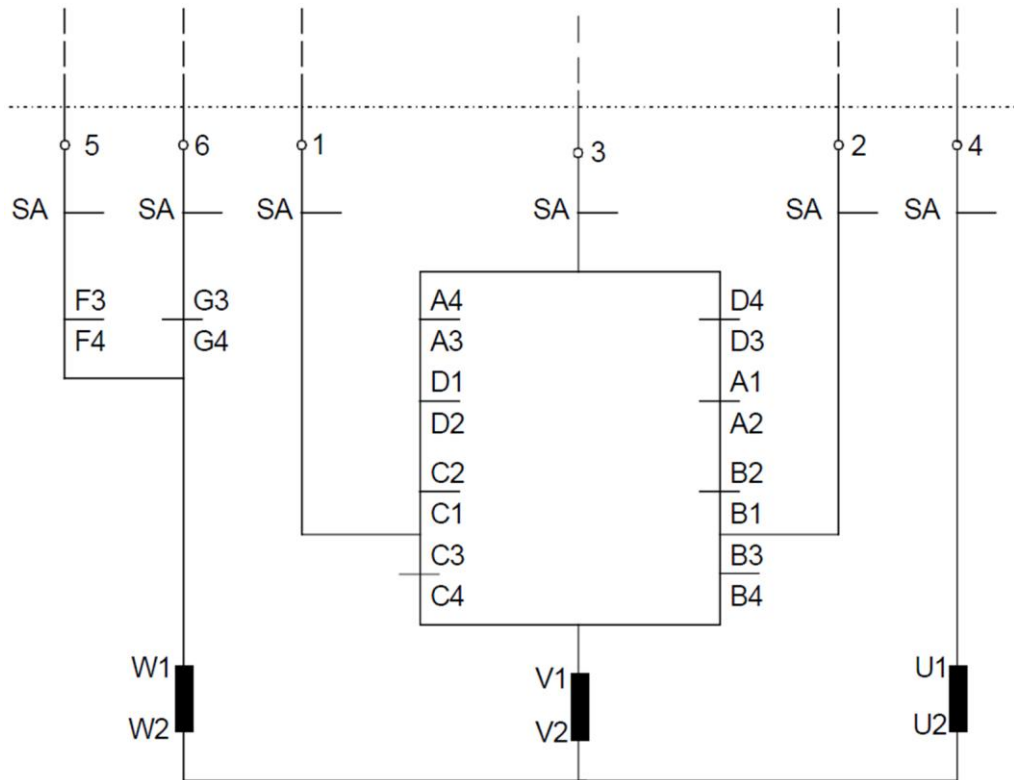 5 6 1 3 2 4
SA SA SA SA SA SA
F3 G3 A4 D4
F4 G4 A3 D3
D1 A1
D2 A2
C2 B2
C1 B1
C3 B3
C4 B4
W1 V1 U1
W2 V2 U2